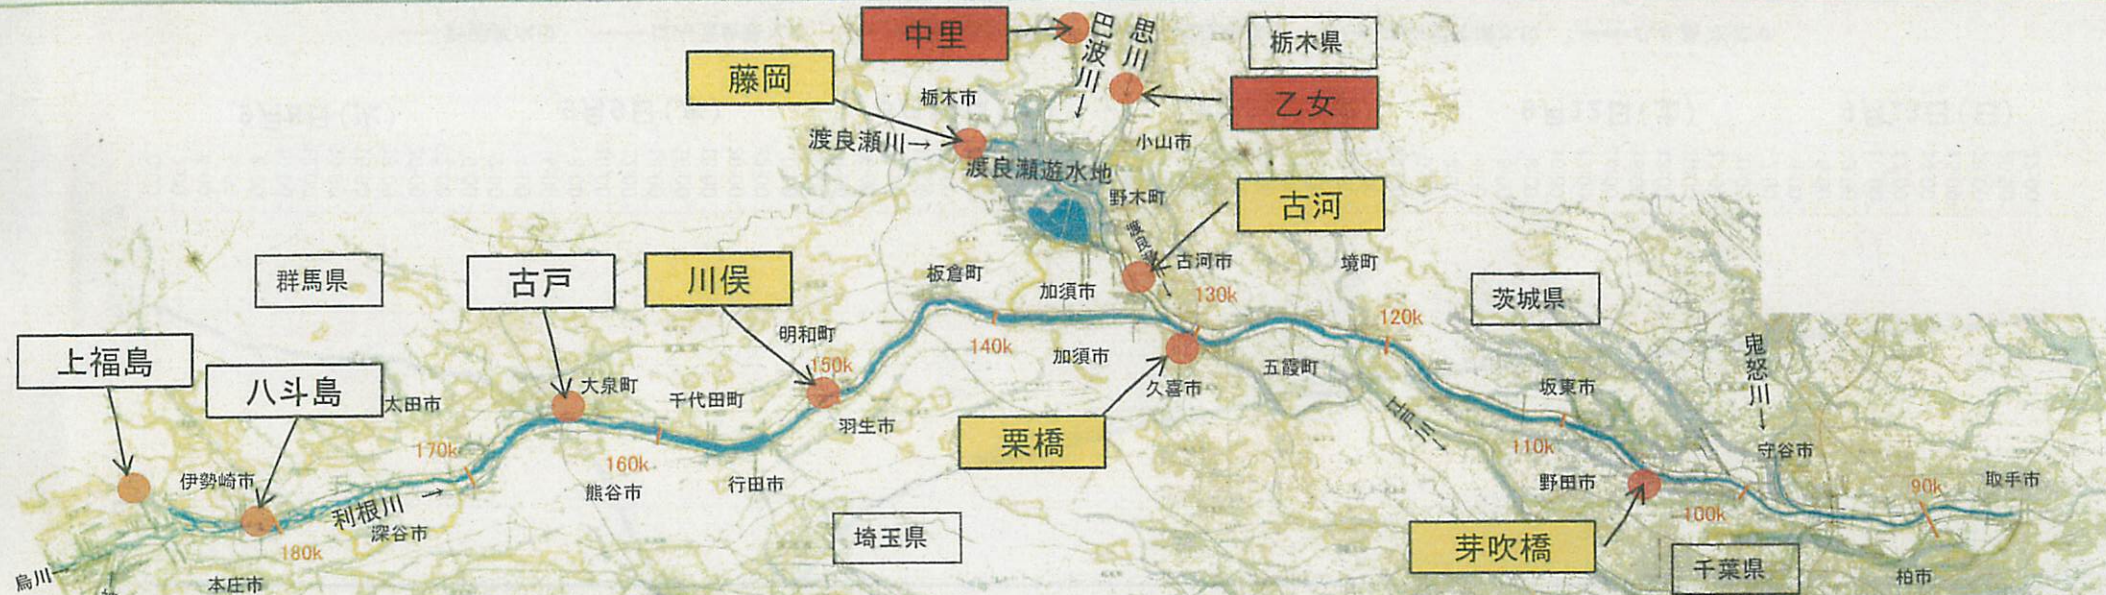 中里
巴波川→
思川
栃木県
藤岡
栃木市
乙女
渡良瀬川→
小山市
渡良瀬遊水地
野木町
古河
群馬県
古戸
川俣
板倉町
加須市
古河市
境町
茨城県
130k
120k
明和町
140k
加須市
上福島
八斗島
太田市
大泉町
千代田町
150k
羽生市
久喜市
五霞町
坂東市
鬼怒川→
江戸川→
栗橋
170k
160k
110k
守谷市
伊勢崎市
利根川→
熊谷市
行田市
野田市
90k
取手市
深谷市
180k
埼玉県
芽吹橋
100k
千葉県
烏川
本庄市
柏市